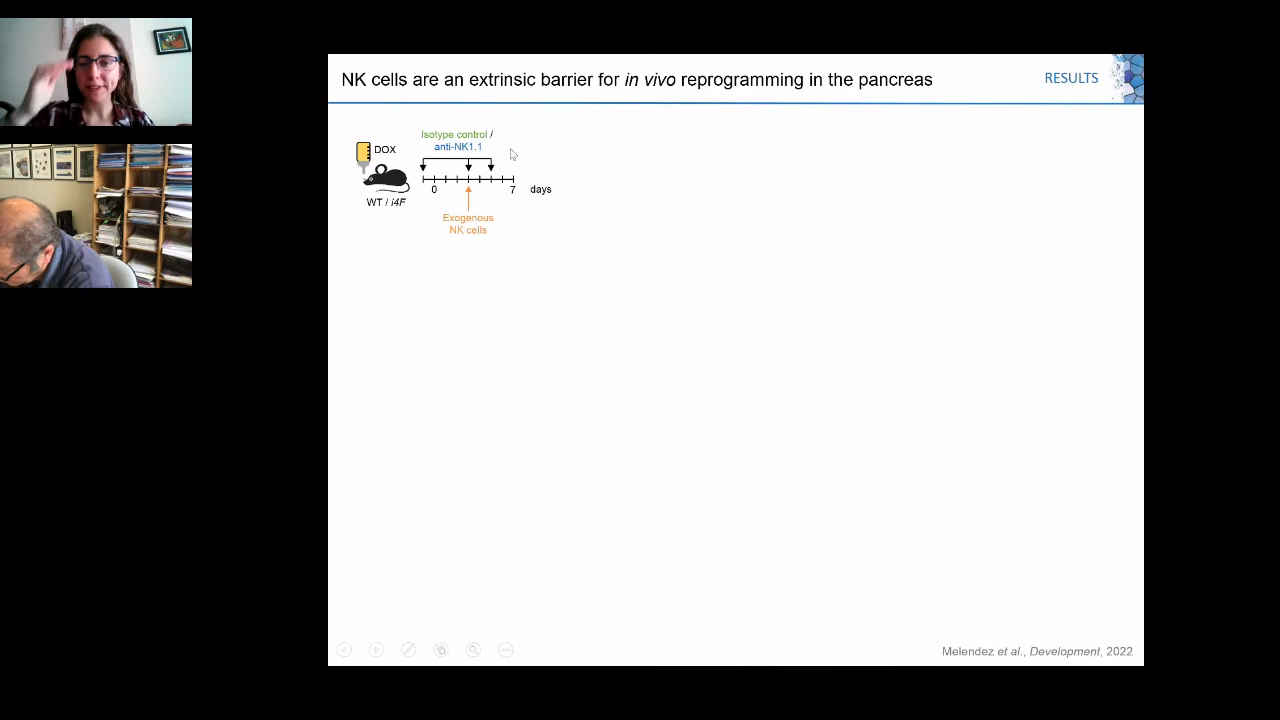 NK cells are an extrinsic barrier for in vivo reprogramming in the pancreas
RESULTS
Isotype control /
anti-NK1.1
DOX
0 7 days
WT / i4F
Exogenous
NK cells
Melendez et al., Development, 2022